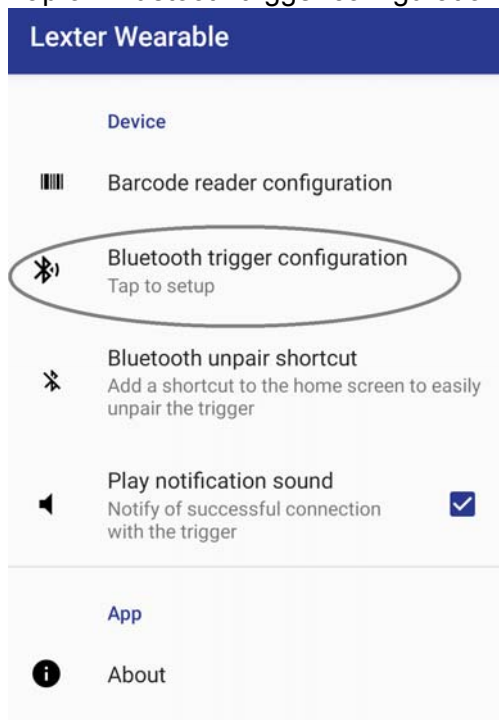 Lexter Wearable
Device
Barcode reader configuration
Bluetooth trigger configuration
Tap to setup
Bluetooth unpair shortcut
Add a shortcut to the home screen to easily
unpair the trigger
Play notification sound
Notify of successful connection
with the trigger
App
About